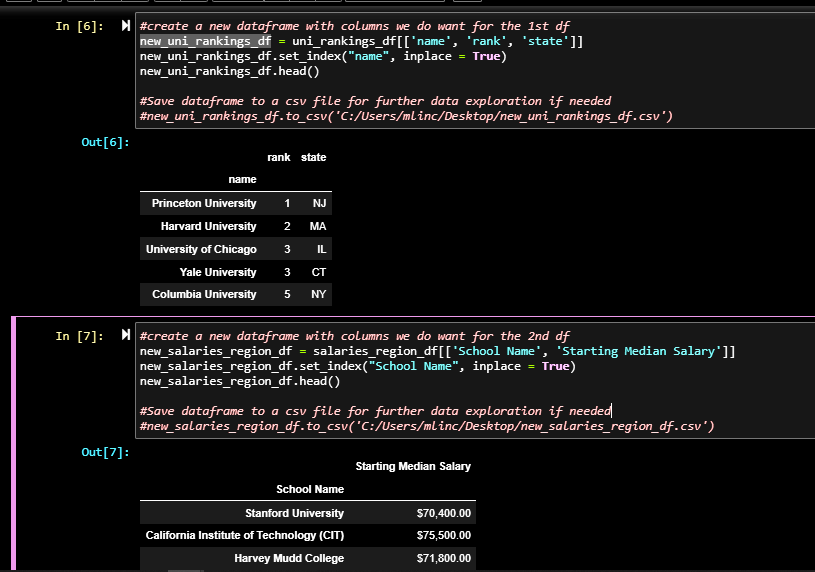 In [6]:
#create a new dataframe with columns we do want for the 1st df
new_uni_rankings_df = uni_rankings_df[['name', 'rank', 'state']]
new_uni_rankings_df.set_index("name", inplace = True)
new_uni_rankings_df.head()
#Save dataframe to a csv file for further data exploration if needed
#new_uni_rankings_df.to_csv('C:/Users/mlinc/Desktop/new_uni_rankings_df.csv')
Out[6]:
rank state
name
Princeton University 1 NJ
Harvard University 2 MA
University of Chicago 3 IL
Yale University 3 CT
Columbia University 5 NY
In [7]:
#create a new dataframe with columns we do want for the 2nd df
new_salaries_region_df = salaries_region_df[['School Name', 'Starting Median Salary']]
new_salaries_region_df.set_index("School Name", inplace = True)
new_salaries_region_df.head()
#Save dataframe to a csv file for further data exploration if needed
#new_salaries_region_df.to_csv('C:/Users/mlinc/Desktop/new_salaries_region_df.csv')
Out[7]:
Starting Median Salary
School Name
Stanford University $70,400.00
California Institute of Technology (CIT) $75,500.00
Harvey Mudd College $71,800.00